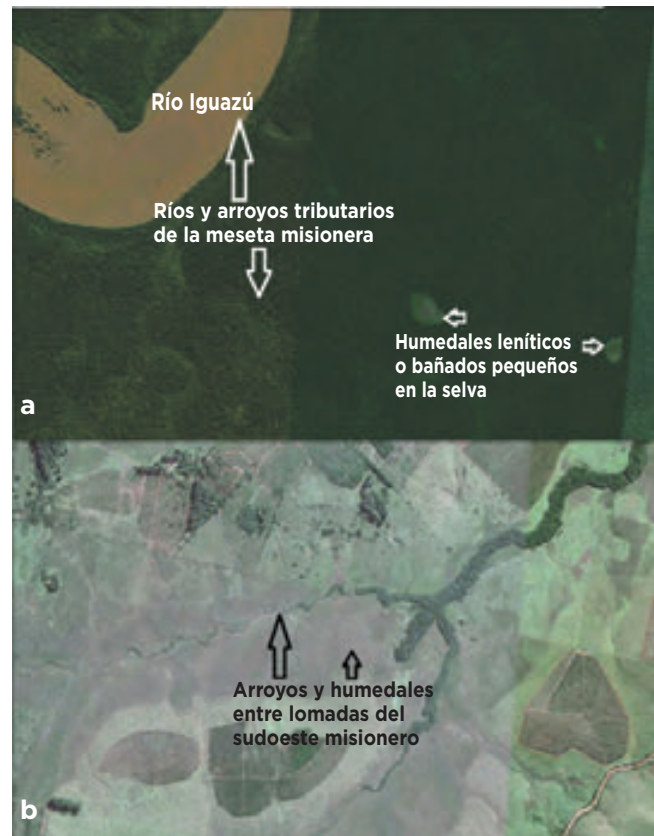 Río Iguazú
Ríos y arroyos tributarios
de la meseta misionera
Humedales leníticos
o bañados pequeños
en la selva
a
Arroyos y humedales
entre lomadas del
sudoeste misionero
b